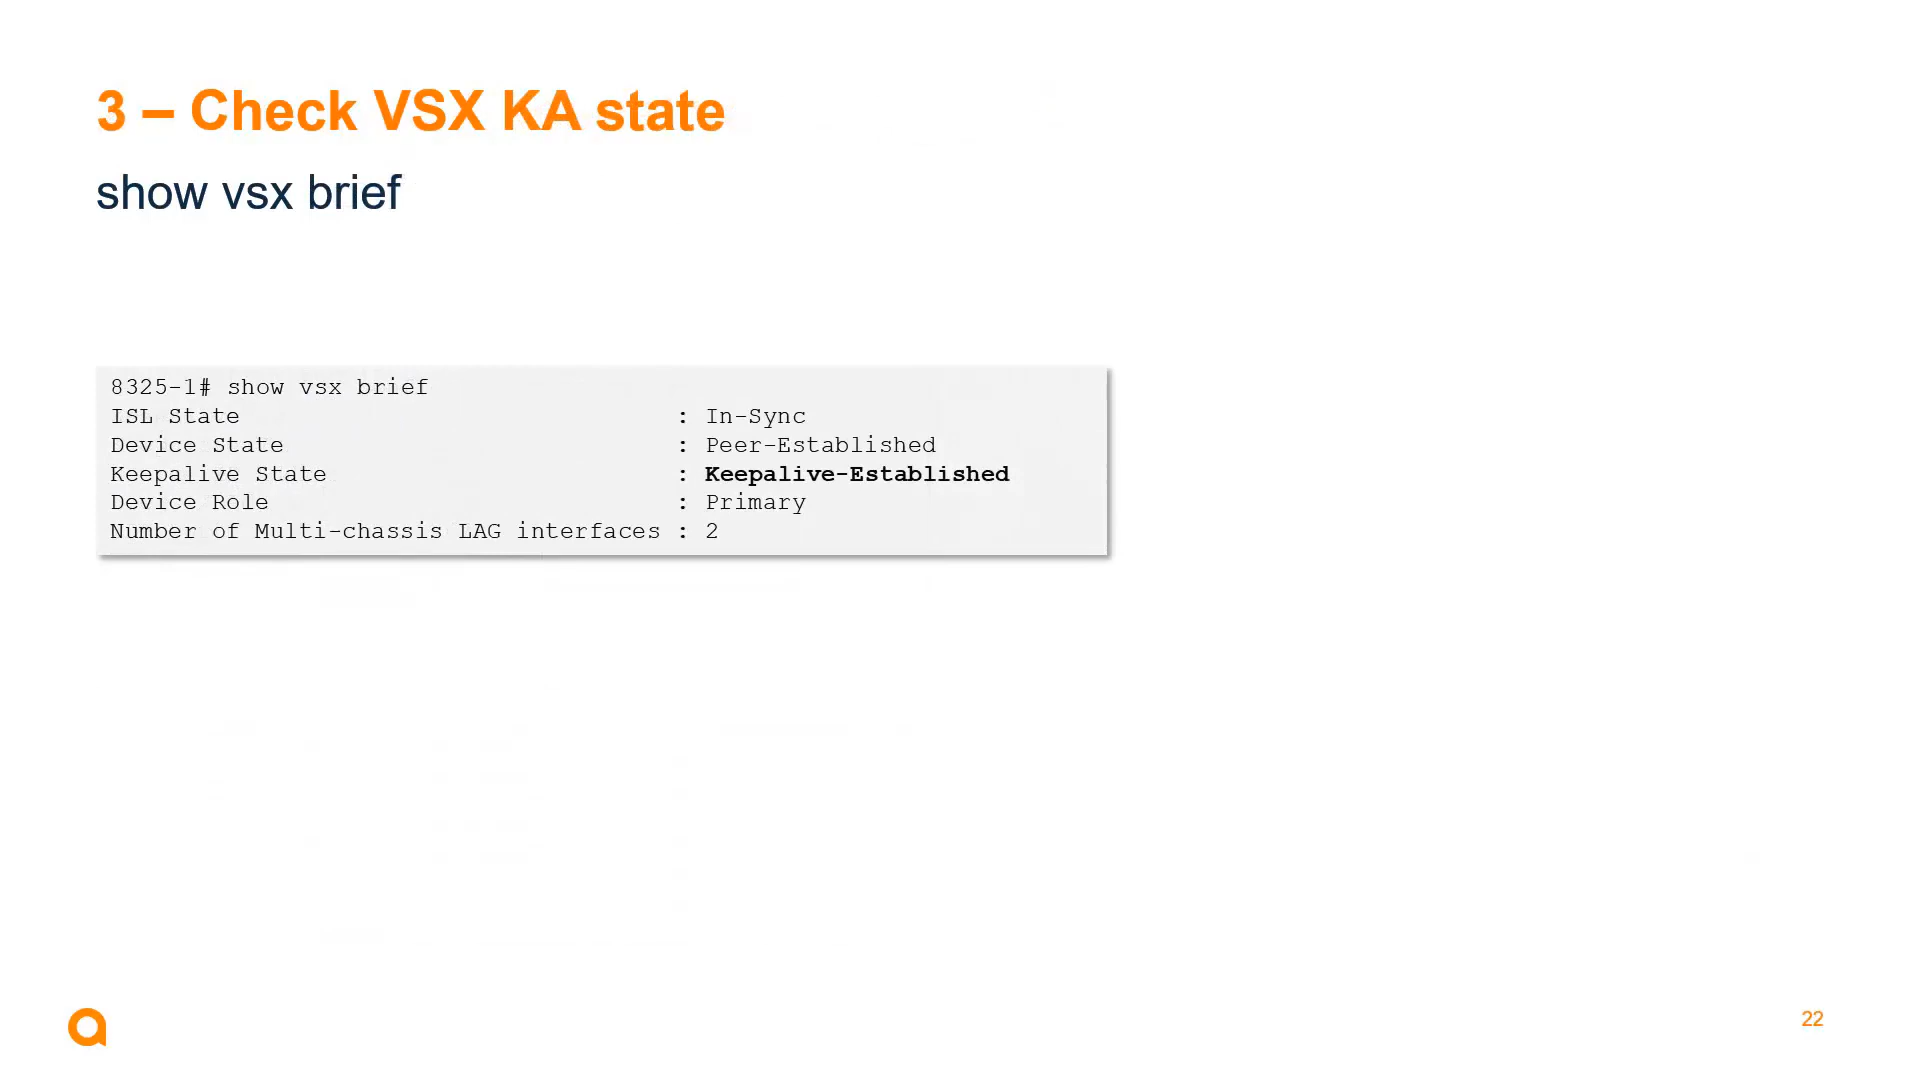 3 – Check VSX KA state
show vsx brief
8325-1# show vsx brief
ISL State : In-Sync
Device State : Peer-Established
Keepalive State : Keepalive-Established
Device Role : Primary
Number of Multi-chassis LAG interfaces : 2
22